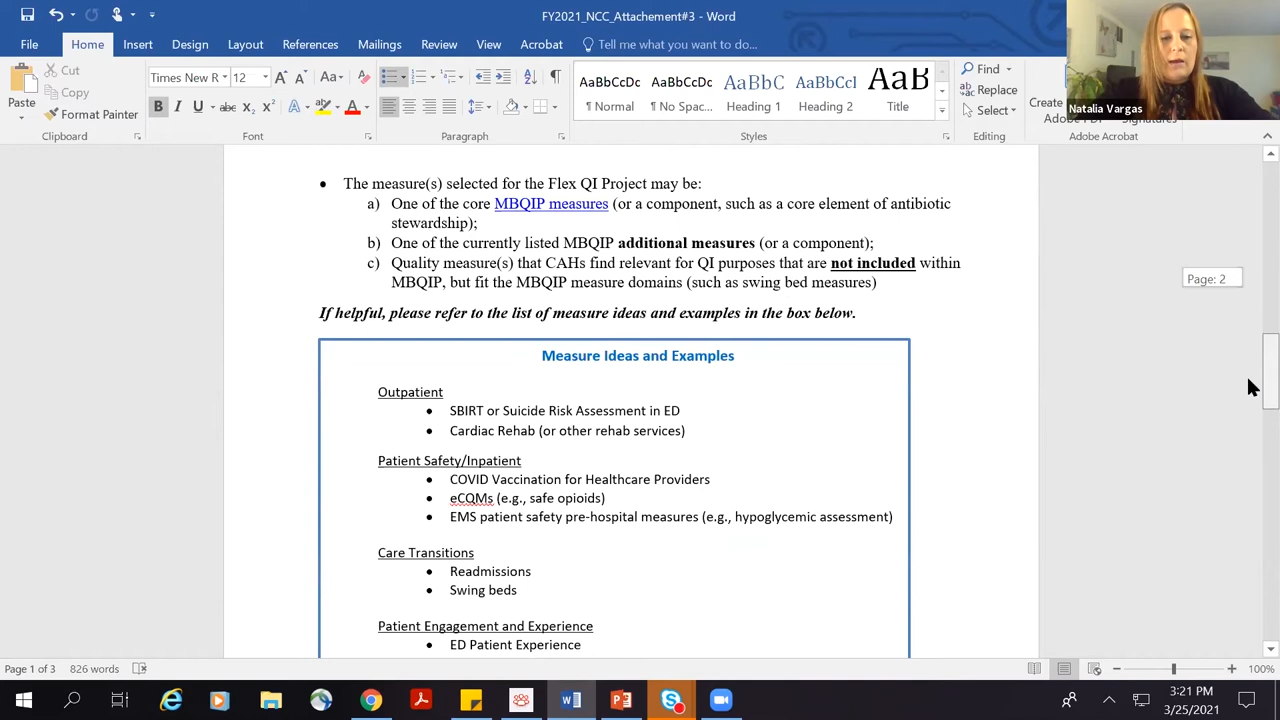 FY2021_NCC_Attachement#3 - Word
File Home Insert Design Layout References Mailings Review View Acrobat Tell me what you want to do...
Cut
Copy
Format Painter
Paste
Clipboard
Times New R 12
Font
Paragraph
AaBbCcDc AaBbCcDc AaBbC AaBbCcI AaB
¶ Normal ¶ No Spac... Heading 1 Heading 2 Title
Styles
Find
Replace
Select
Editing
Create
Adobe PDF Signatures
Adobe Acrobat
Natalia Vargas
• The measure(s) selected for the Flex QI Project may be:
a) One of the core MBQIP measures (or a component, such as a core element of antibiotic
stewardship);
b) One of the currently listed MBQIP additional measures (or a component);
c) Quality measure(s) that CAHs find relevant for QI purposes that are not included within
MBQIP, but fit the MBQIP measure domains (such as swing bed measures)
If helpful, please refer to the list of measure ideas and examples in the box below.
Measure Ideas and Examples
Outpatient
• SBIRT or Suicide Risk Assessment in ED
• Cardiac Rehab (or other rehab services)
Patient Safety/Inpatient
• COVID Vaccination for Healthcare Providers
• eCQMs (e.g., safe opioids)
• EMS patient safety pre-hospital measures (e.g., hypoglycemic assessment)
Care Transitions
• Readmissions
• Swing beds
Patient Engagement and Experience
• ED Patient Experience
Page: 2
Page 1 of 3 826 words
100%
3:21 PM
3/25/2021